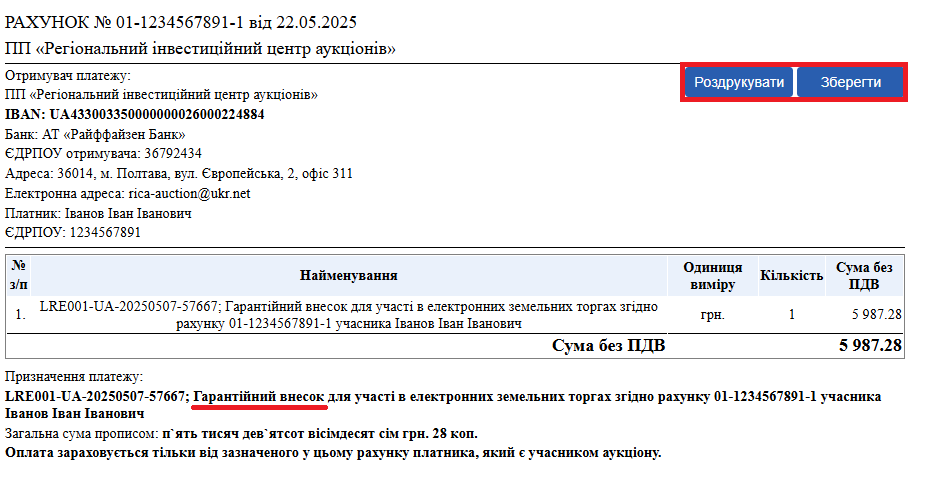 РАХУНОК № 01-1234567891-1 від 22.05.2025
ПП «Регіональний інвестиційний центр аукціонів»
Отримувач платежу:
Роздрукувати Зберегти
ПП «Регіональний інвестиційний центр аукціонів»
IBAN: UA433003350000000026000224884
Банк: АТ «Райффайзен Банк»
ЄДРПОУ отримувача: 36792434
Адреса: 36014, м. Полтава, вул. Європейська, 2, офіс 311
Електронна адреса: rica-auction@ukr.net
Платник: Іванов Іван Іванович
ЄДРПОУ: 1234567891
№ з/п Найменування Одиниця виміру Кількість Сума без ПДВ
1. LRE001-UA-20250507-57667; Гарантійний внесок для участі в електронних земельних торгах згідно
рахунку 01-1234567891-1 учасника Іванов Іван Іванович грн. 1 5 987.28
Сума без ПДВ 5 987.28
Призначення платежу:
LRE001-UA-20250507-57667; Гарантійний внесок для участі в електронних земельних торгах згідно рахунку 01-1234567891-1 учасника
Іванов Іван Іванович
Загальна сума прописом: п`ять тисяч дев`ятсот вісімдесят сім грн. 28 коп.
Оплата зараховується тільки від зазначеного у цьому рахунку платника, який є учасником аукціону.